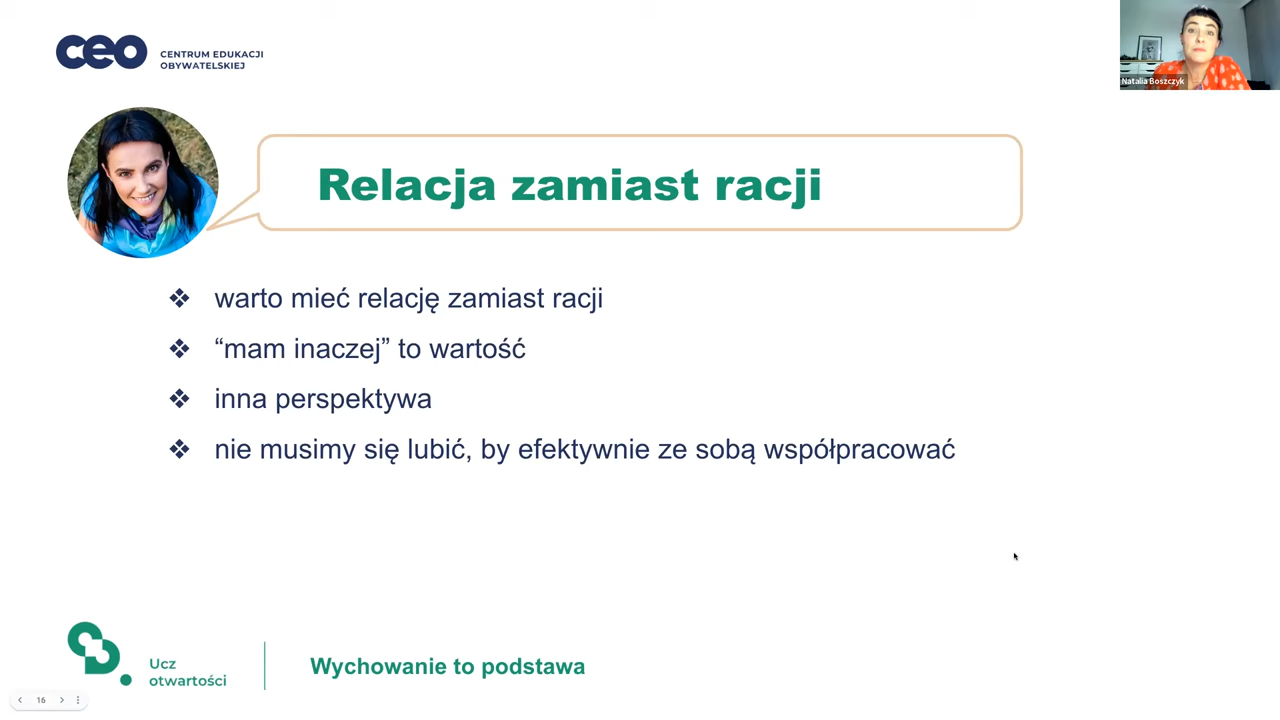 ceo CENTRUM EDUKACJI
OBYWATELSKIEJ
Natalia Boszczyk
Relacja zamiast racji
❖ warto mieć relację zamiast racji
❖ “mam inaczej” to wartość
❖ inna perspektywa
❖ nie musimy się lubić, by efektywnie ze sobą współpracować
Ucz
otwartości
Wychowanie to podstawa
16